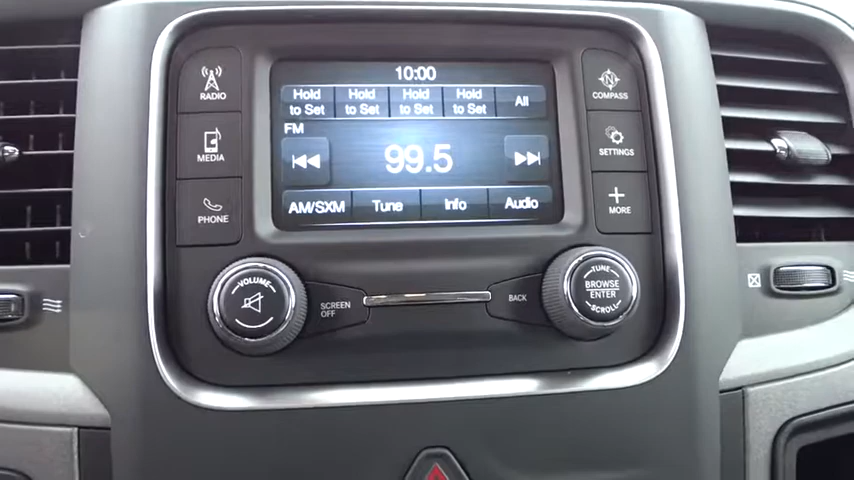 10:00
RADIO
Hold to Set
Hold to Set
Hold to Set
Hold to Set
All
N
COMPASS
FM
MEDIA
99.5
SETTINGS
PHONE
AM/SXM
Tune
Info
Audio
MORE
VOLUME
SCREEN
OFF
BACK
TUNE
BROWSE
ENTER
SCROLL